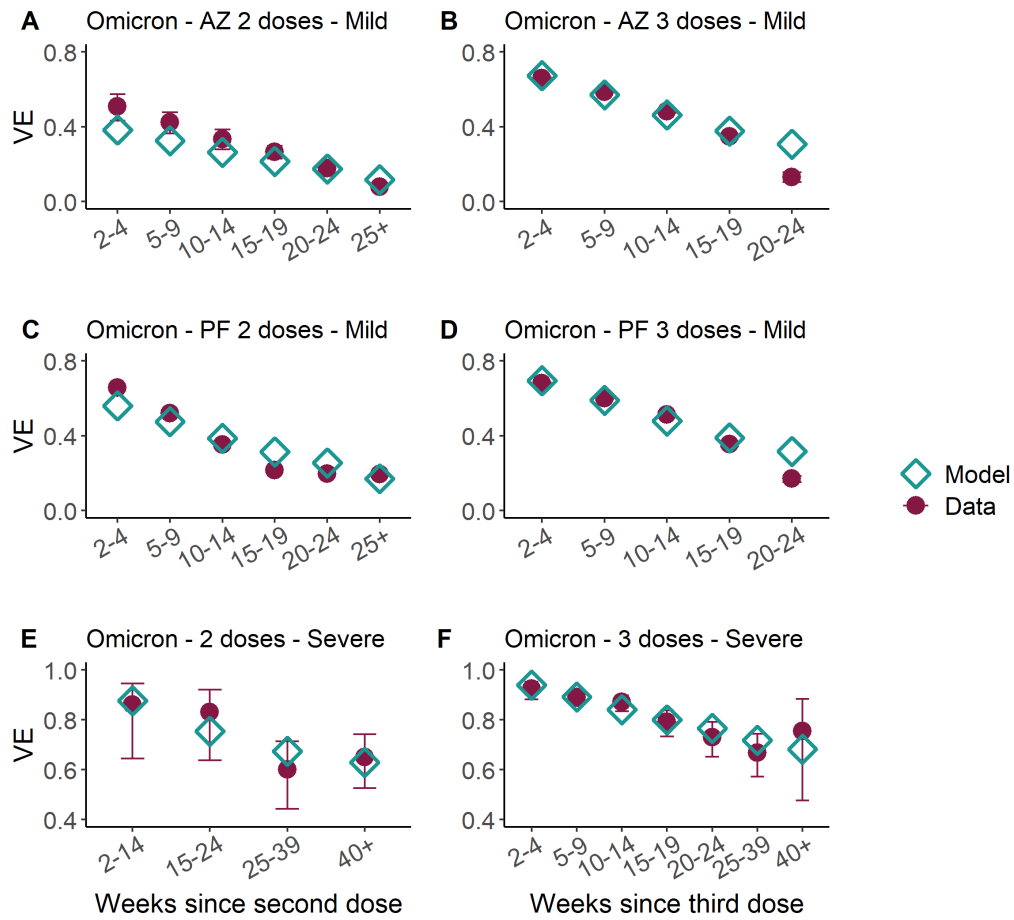 A Omicron - AZ 2 doses - Mild
0.8
0.4
0.0
VE
2-4 5-9 10-14 15-19 20-24 25+
B Omicron - AZ 3 doses - Mild
0.8
0.4
0.0
2-4 5-9 10-14 15-19 20-24
C Omicron - PF 2 doses - Mild
0.8
0.4
0.0
VE
2-4 5-9 10-14 15-19 20-24 25+
D Omicron - PF 3 doses - Mild
0.8
0.4
0.0
2-4 5-9 10-14 15-19 20-24
Model
Data
E Omicron - 2 doses - Severe
1.0
0.8
0.6
0.4
VE
2-14 15-24 25-39 40+
Weeks since second dose
F Omicron - 3 doses - Severe
1.0
0.8
0.6
0.4
2-4 5-9 10-14 15-19 20-24 25-39 40+
Weeks since third dose